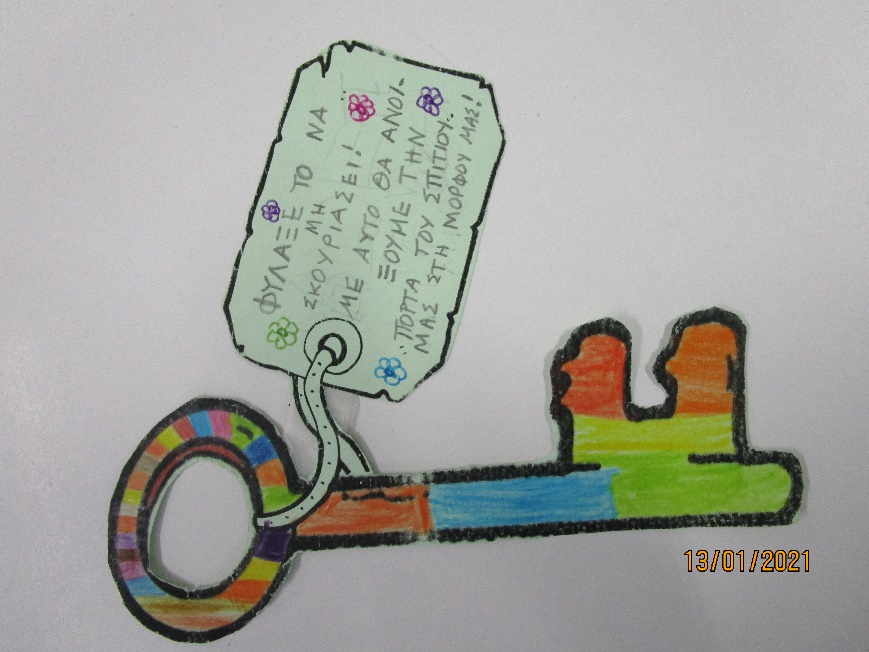 ΦΥΛΑΞΕ ΤΟ ΝΑ
ΜΗ
ΣΚΟΥΡΙΑΣΕΙ!
ΜΕ ΑΥΤΟ ΘΑ ΑΝΟΙ-
ΞΟΥΜΕ ΤΗΝ
ΠΟΡΤΑ ΤΟΥ ΣΠΙΤΙΟΥ
ΜΑΣ ΣΤΗ ΜΟΡΦΟΥ ΜΑΣ!
13/01/2021